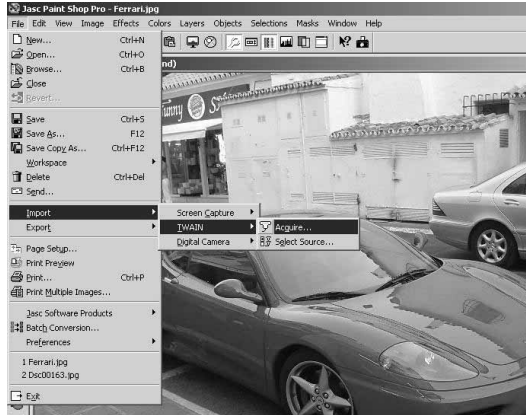 Jasc Paint Shop Pro - Ferrari.jpg
File Edit View Image Effects Colors Layers Objects Selections Masks Window Help
New... Ctrl+N
Open... Ctrl+O
Browse... Ctrl+B
Close
Revert...
Save Ctrl+S
Save As... F12
Save Copy As... Ctrl+F12
Workspace
Delete Ctrl+Del
Send...
Import
Export
Screen Capture
TWAIN
Digital Camera
Acquire...
Select Source...
Page Setup...
Print Preview
Print... Ctrl+P
Print Multiple Images...
Jasc Software Products
Batch Conversion...
Preferences
1 Ferrari.jpg
2 Dsc00163.jpg
Exit